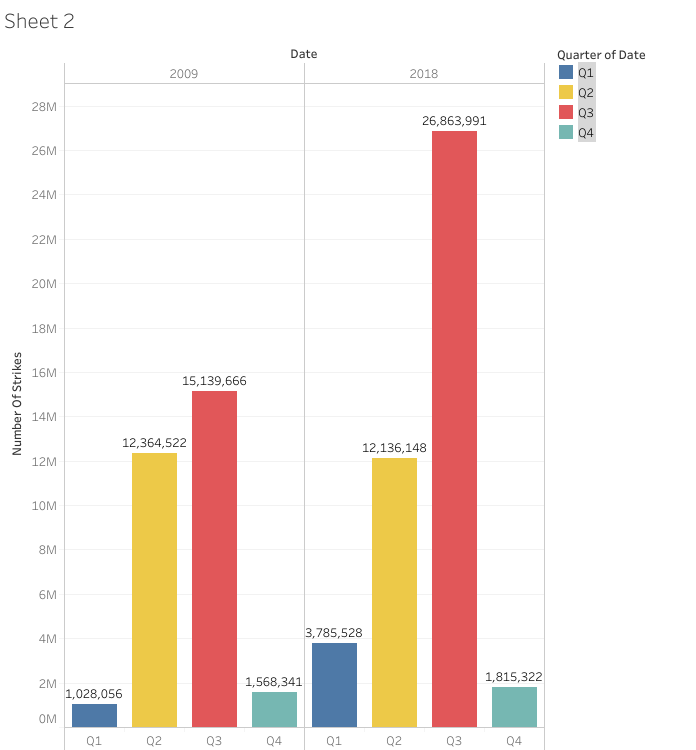 Sheet 2
Date
Quarter of Date
2009
2018
Q1
Q2
Q3
Q4
Number Of Strikes
28M
26M
24M
22M
20M
18M
16M
14M
12M
10M
8M
6M
4M
2M
0M
1,028,056
12,364,522
15,139,666
1,568,341
3,785,528
12,136,148
26,863,991
1,815,322
Q1
Q2
Q3
Q4
Q1
Q2
Q3
Q4